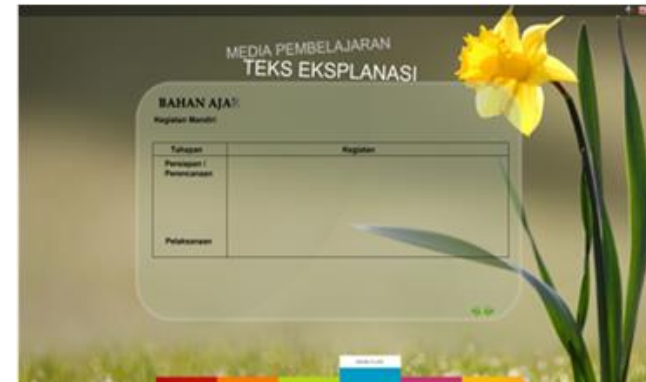 MEDIA PEMBELAJARAN
TEKS EKSPLANASI
BAHAN AJAR
Kegiatan Mandiri
Tahapan Kegiatan
Persiapan /
Perencanaan
Pelaksanaan